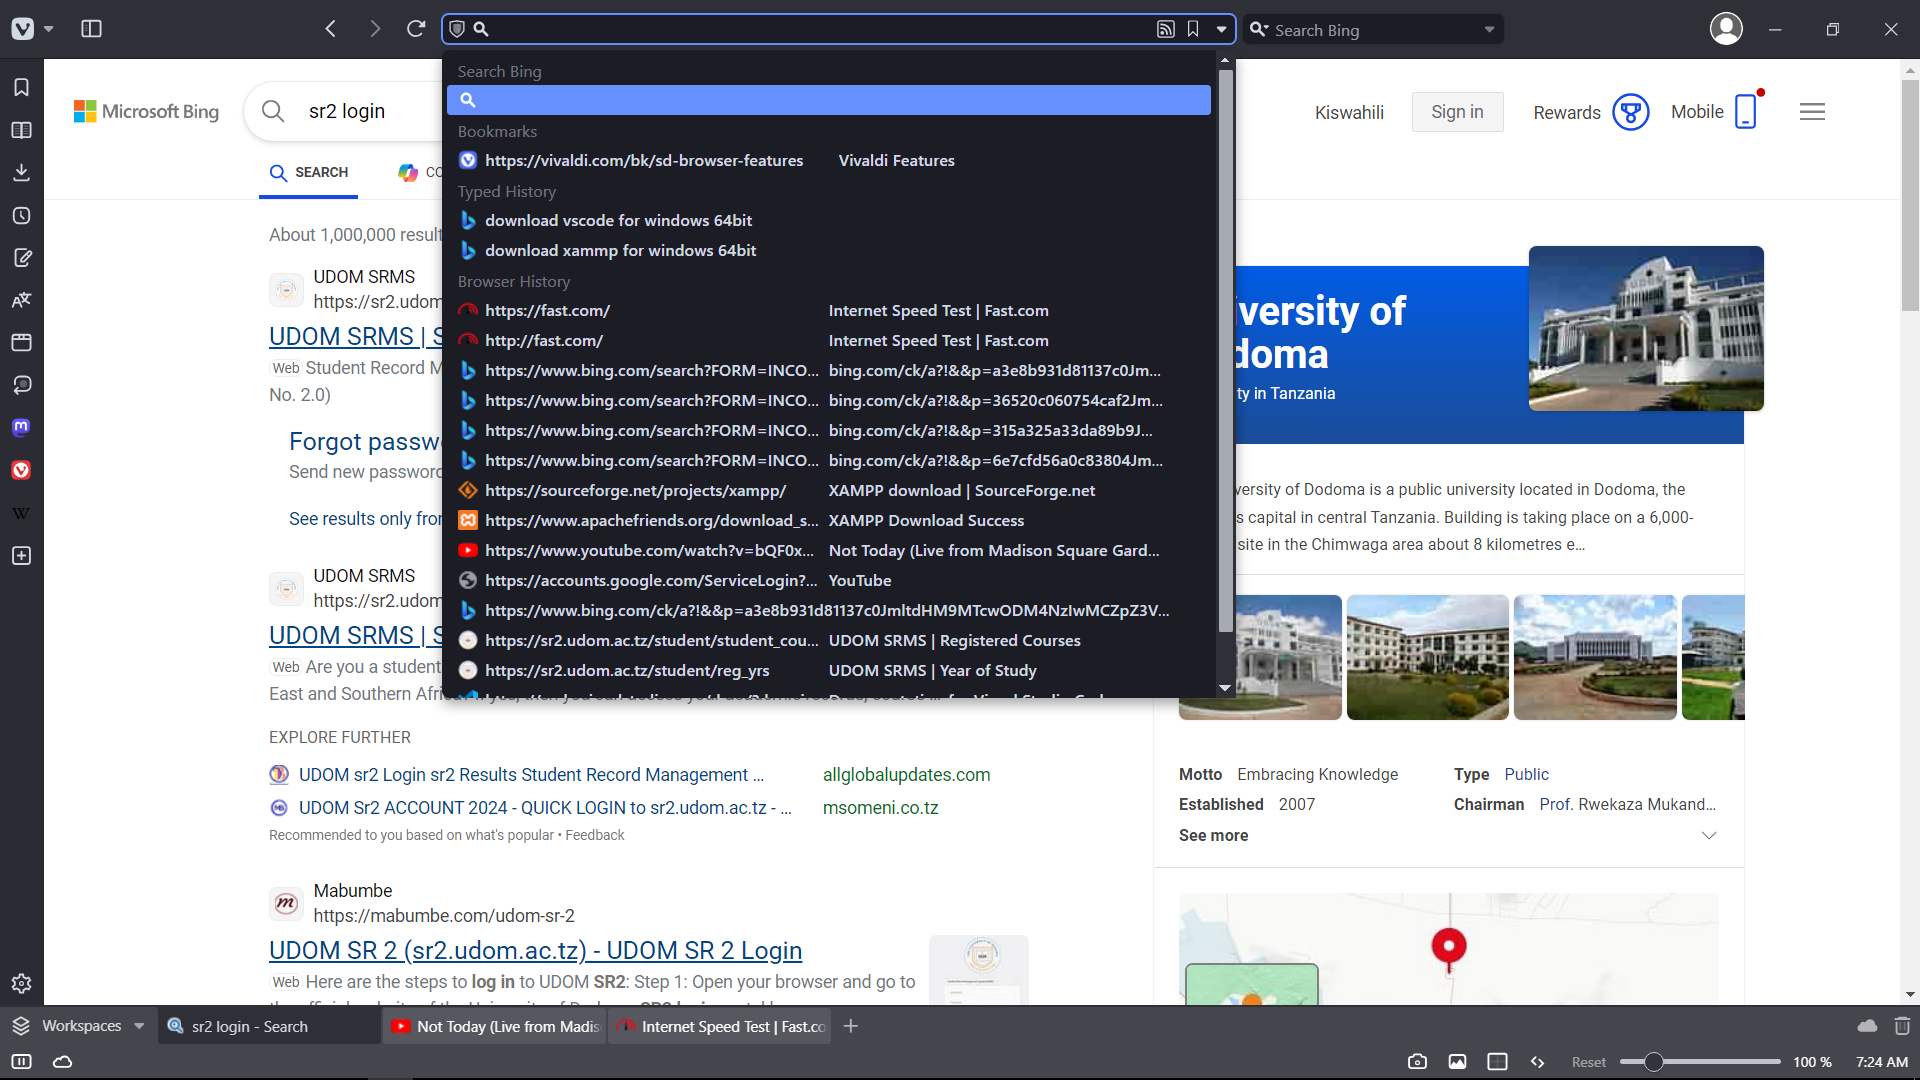 Search Bing
Microsoft Bing
sr2 login
Kiswahili
Sign in
Rewards
Mobile
SEARCH
CO
About 1,000,000 result
UDOM SRMS
https://sr2.udom
UDOM SRMS | S
Web Student Record M
No. 2.0)
Forgot passw
Send new password
See results only from
UDOM SRMS
https://sr2.udom
UDOM SRMS | S
Web Are you a student
East and Southern Afri
EXPLORE FURTHER
UDOM sr2 Login sr2 Results Student Record Management ... allglobalupdates.com
UDOM Sr2 ACCOUNT 2024 - QUICK LOGIN to sr2.udom.ac.tz - ... msomeni.co.tz
Recommended to you based on what's popular • Feedback
Mabumbe
https://mabumbe.com/udom-sr-2
UDOM SR 2 (sr2.udom.ac.tz) - UDOM SR 2 Login
Web Here are the steps to log in to UDOM SR2: Step 1: Open your browser and go to
Search Bing
Bookmarks
https://vivaldi.com/bk/sd-browser-features Vivaldi Features
Typed History
download vscode for windows 64bit
download xammp for windows 64bit
Browser History
https://fast.com/ Internet Speed Test | Fast.com
http://fast.com/ Internet Speed Test | Fast.com
https://www.bing.com/search?FORM=INCO... bing.com/ck/a?!&&p=a3e8b931d81137c0Jm...
https://www.bing.com/search?FORM=INCO... bing.com/ck/a?!&&p=36520c060754caf2Jm...
https://www.bing.com/search?FORM=INCO... bing.com/ck/a?!&&p=315a325a33da89b9J...
https://www.bing.com/search?FORM=INCO... bing.com/ck/a?!&&p=6e7cfd56a0c83804Jm...
https://sourceforge.net/projects/xampp/ XAMPP download | SourceForge.net
https://www.apachefriends.org/download_s... XAMPP Download Success
https://www.youtube.com/watch?v=bQF0x... Not Today (Live from Madison Square Gard...
https://accounts.google.com/ServiceLogin?... YouTube
https://www.bing.com/ck/a?!&&p=a3e8b931d81137c0JmltdHM9MTcwODM4NzIwMCZpZ3V...
https://sr2.udom.ac.tz/student/student_cou... UDOM SRMS | Registered Courses
https://sr2.udom.ac.tz/student/reg_yrs UDOM SRMS | Year of Study
iversity of
doma
ty in Tanzania
versity of Dodoma is a public university located in Dodoma, the
s capital in central Tanzania. Building is taking place on a 6,000-
site in the Chimwaga area about 8 kilometres e...
Motto Embracing Knowledge
Type Public
Established 2007
Chairman Prof. Rwekaza Mukand...
See more
Workspaces
sr2 login - Search
Not Today (Live from Madis
Internet Speed Test | Fast.co
Reset
100 %
7:24 AM